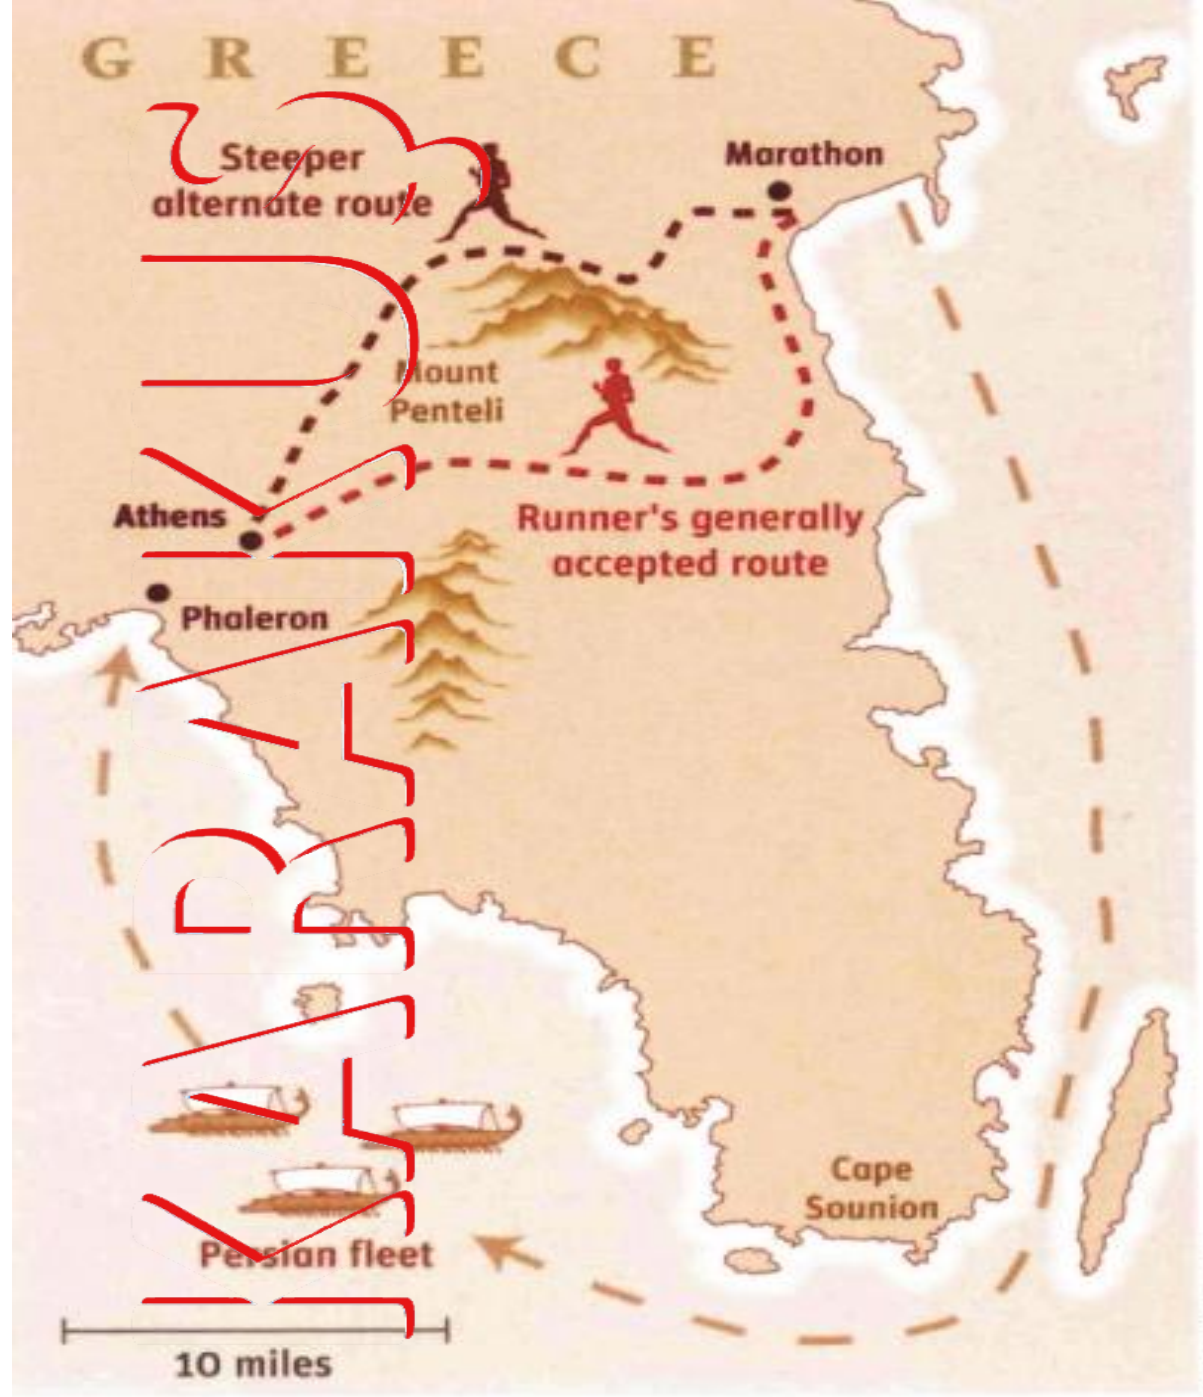 GREECE
Steeper
alternate route
Marathon
Mount
Penteli
Athens
Runner's generally
accepted route
Phaleron
Cape
Sounion
Persian fleet
10 miles